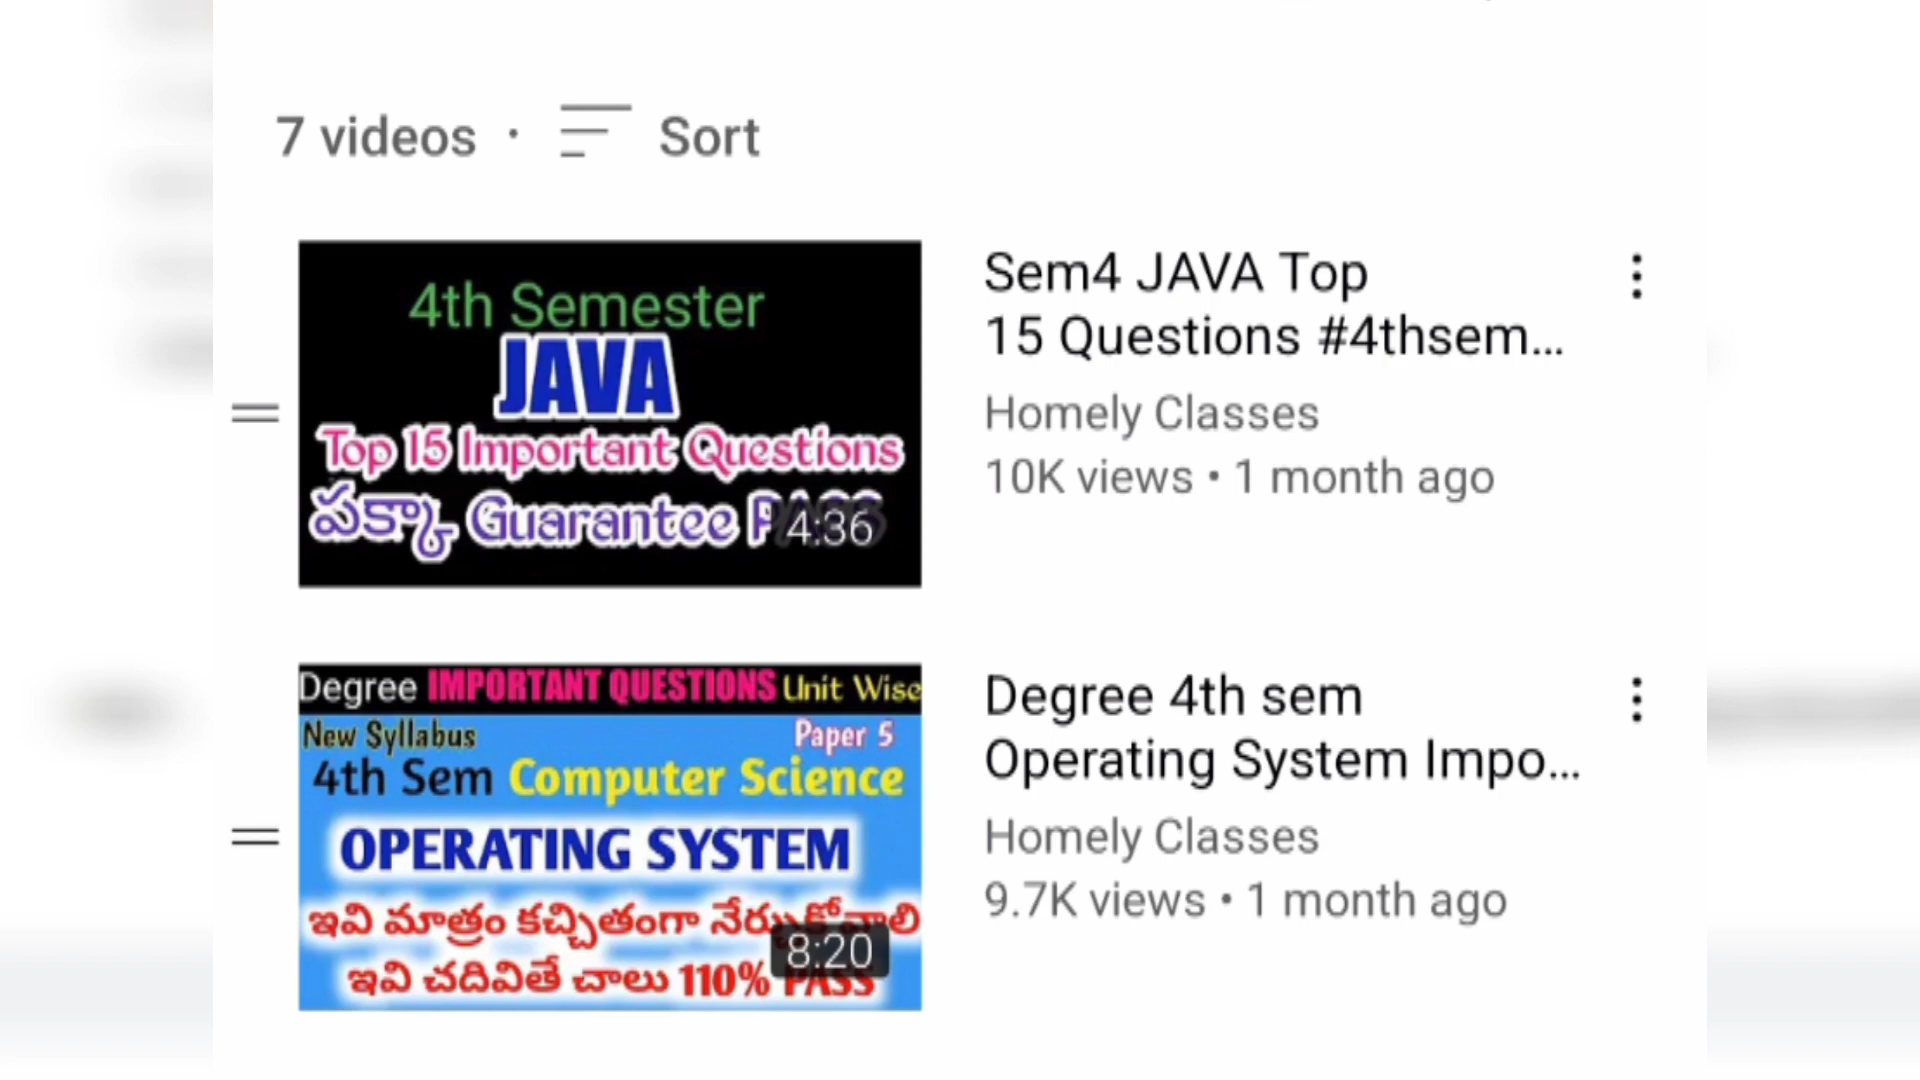 7 videos · Sort
4th Semester
JAVA
Top 15 Important Questions
పక్కా Guarantee PASS
4:36
Sem4 JAVA Top
15 Questions #4thsem...
Homely Classes
10K views • 1 month ago
Degree IMPORTANT QUESTIONS Unit Wise
New Syllabus Paper 5
4th Sem Computer Science
OPERATING SYSTEM
ఇవి మాత్రం కచ్చితంగా నేర్చుకోవాలి
ఇవి చదివితే చాలు 110% PASS
8:20
Degree 4th sem
Operating System Impo...
Homely Classes
9.7K views • 1 month ago